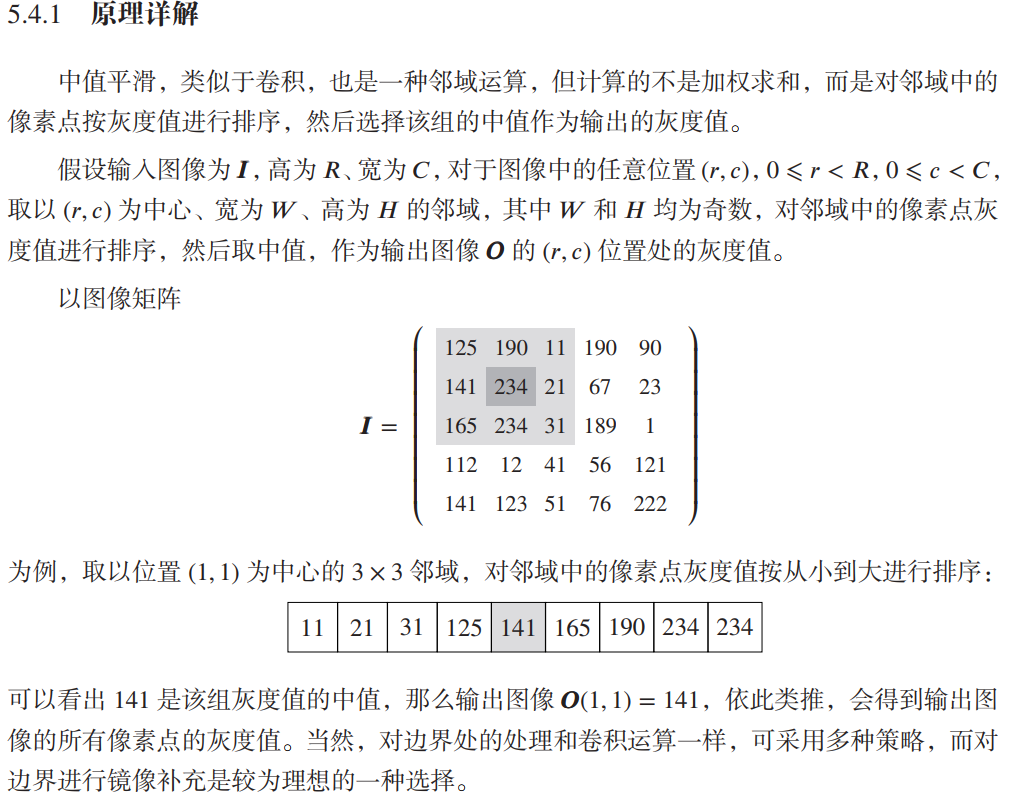 5.4.1 原理详解
中值平滑，类似于卷积，也是一种邻域运算，但计算的不是加权求和，而是对邻域中的
像素点按灰度值进行排序，然后选择该组的中值作为输出的灰度值。
假设输入图像为 I，高为 R、宽为 C，对于图像中的任意位置 (r, c)，0 ⩽ r < R，0 ⩽ c < C，
取以 (r, c) 为中心、宽为 W、高为 H 的邻域，其中 W 和 H 均为奇数，对邻域中的像素点灰
度值进行排序，然后取中值，作为输出图像 O 的 (r, c) 位置处的灰度值。
以图像矩阵
125 190 11 190 90
141 234 21 67 23
I = 165 234 31 189 1
112 12 41 56 121
141 123 51 76 222
为例，取以位置 (1, 1) 为中心的 3 × 3 邻域，对邻域中的像素点灰度值按从小到大进行排序：
11 21 31 125 141 165 190 234 234
可以看出 141 是该组灰度值的中值，那么输出图像 O(1, 1) = 141，依此类推，会得到输出图
像的所有像素点的灰度值。当然，对边界处的处理和卷积运算一样，可采用多种策略，而对
边界进行镜像补充是较为理想的一种选择。